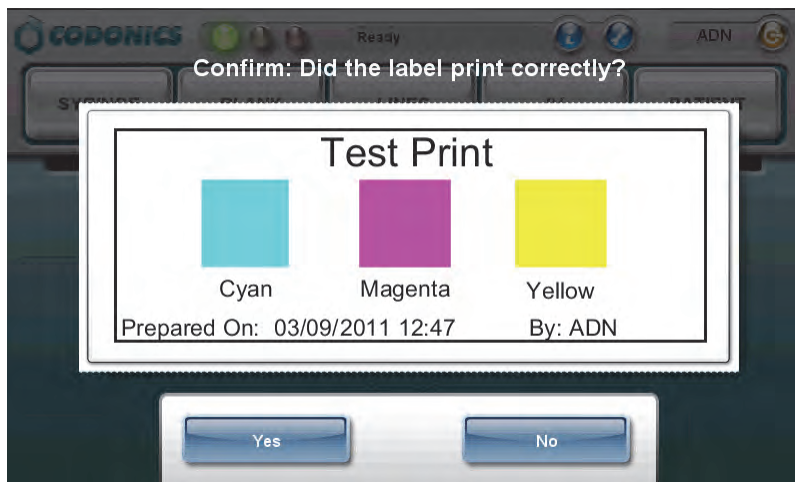 CODONICS Ready ADN
Confirm: Did the label print correctly?
Test Print
Cyan Magenta Yellow
Prepared On: 03/09/2011 12:47 By: ADN
Yes No